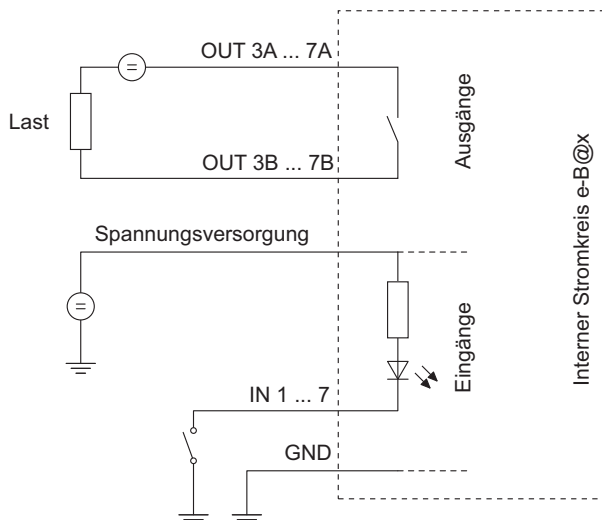 OUT 3A ... 7A
Last
OUT 3B ... 7B
Ausgänge
Spannungsversorgung
Eingänge
IN 1 ... 7
GND
Interner Stromkreis e-B@x